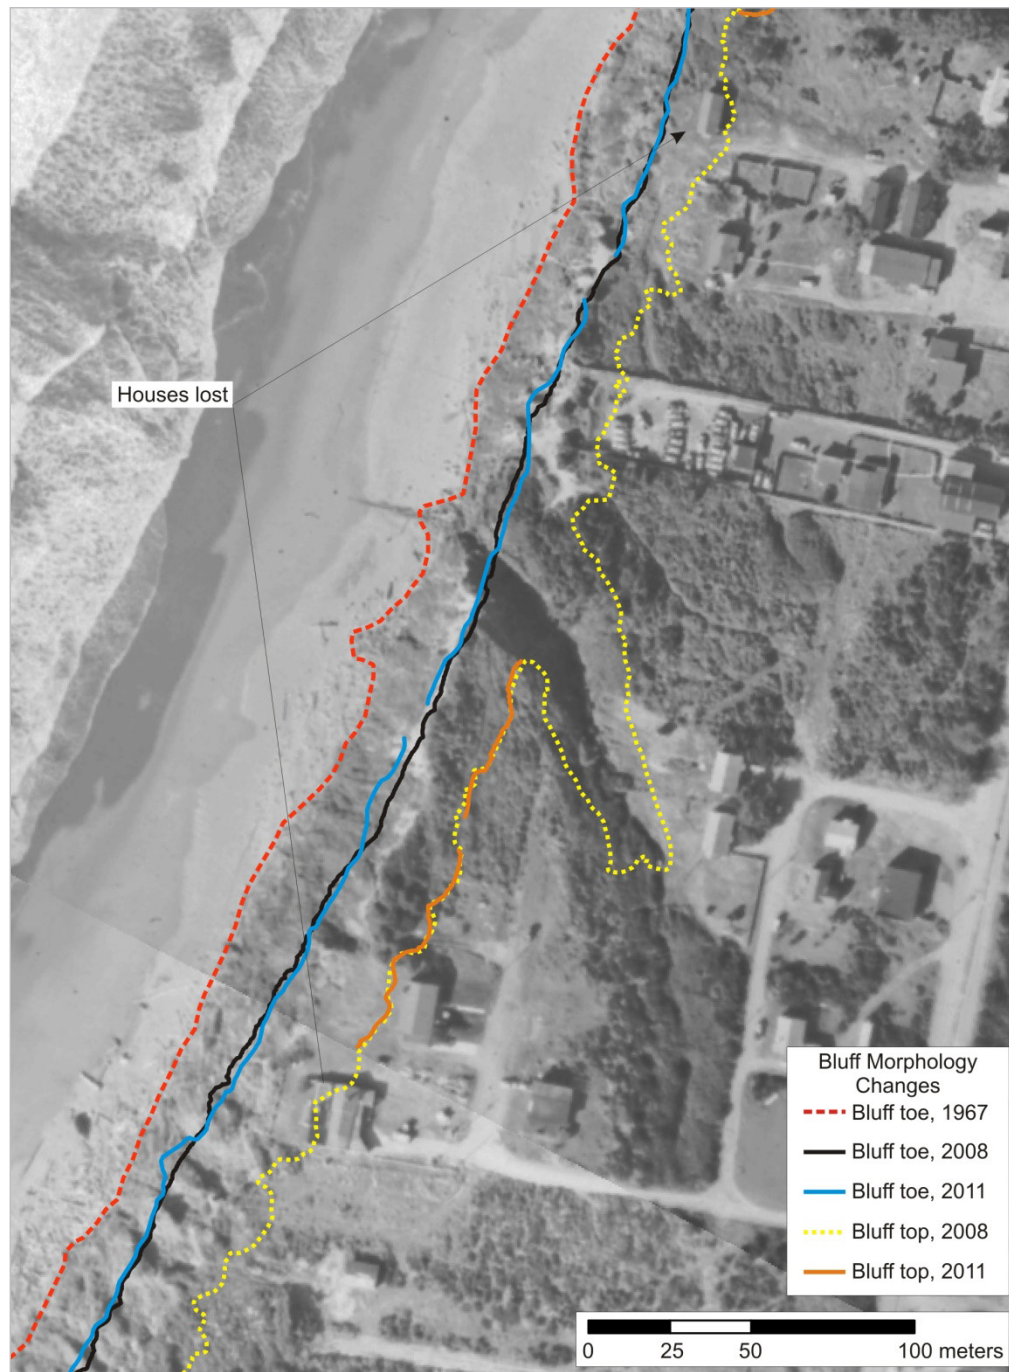 Houses lost
Bluff Morphology
Changes
Bluff toe, 1967
Bluff toe, 2008
Bluff toe, 2011
Bluff top, 2008
Bluff top, 2011
0 25 50 100 meters